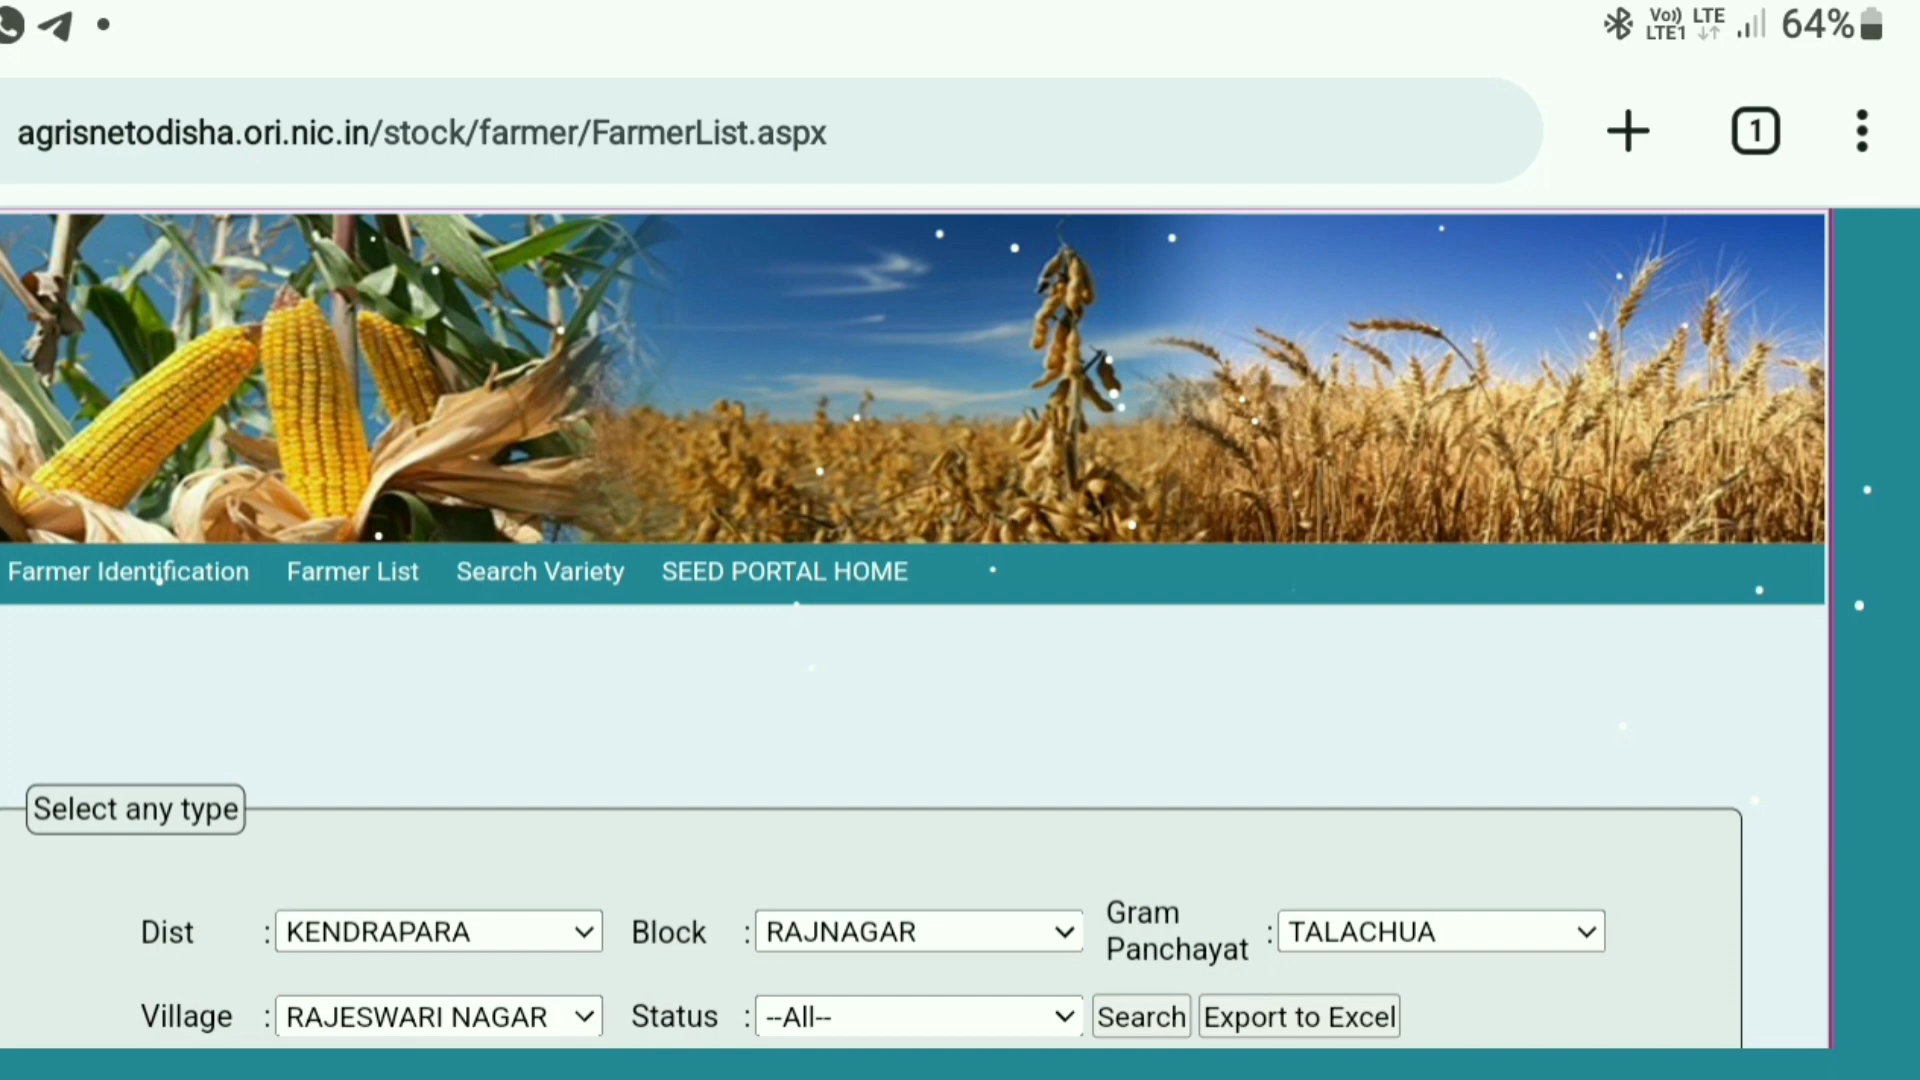 Vo)) LTE1 LTE 64%
agrisnetodisha.ori.nic.in/stock/farmer/FarmerList.aspx
1
Farmer Identification Farmer List Search Variety SEED PORTAL HOME
Select any type
Dist : KENDRAPARA Block : RAJNAGAR Gram Panchayat : TALACHUA
Village : RAJESWARI NAGAR Status : --All-- Search Export to Excel